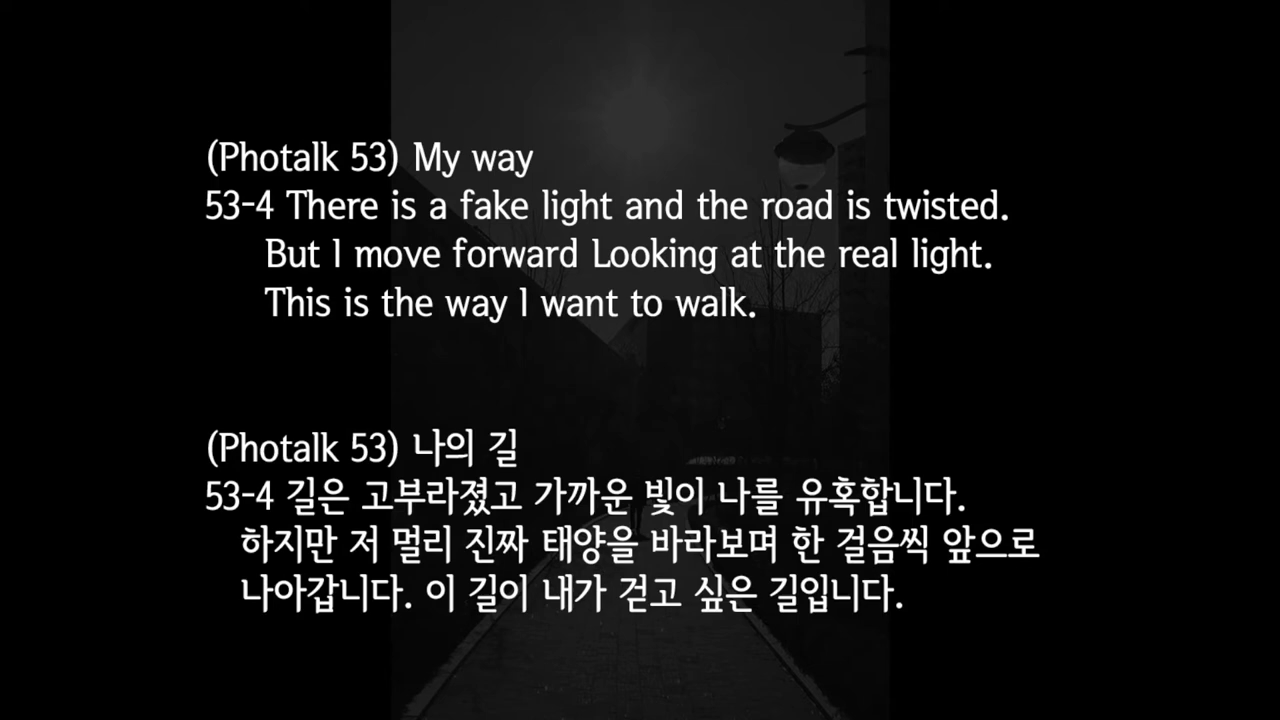 (Photalk 53) My way
53-4 There is a fake light and the road is twisted.
But I move forward Looking at the real light.
This is the way I want to walk.
(Photalk 53) 나의 길
53-4 길은 고부라졌고 가까운 빛이 나를 유혹합니다.
하지만 저 멀리 진짜 태양을 바라보며 한 걸음씩 앞으로
나아갑니다. 이 길이 내가 걷고 싶은 길입니다.